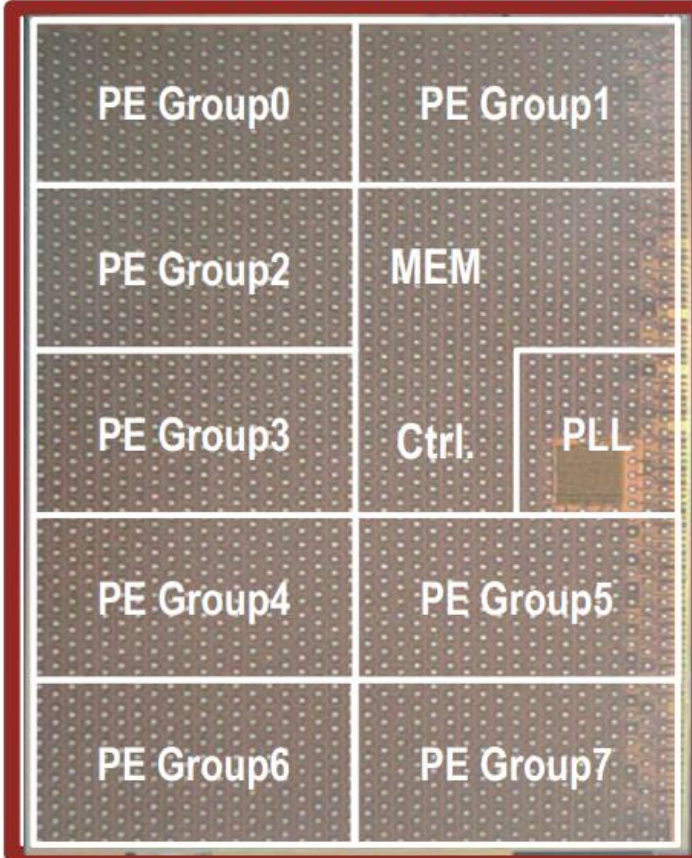 PE Group0
PE Group1
PE Group2
MEM
PE Group3
Ctrl.
PLL
PE Group4
PE Group5
PE Group6
PE Group7